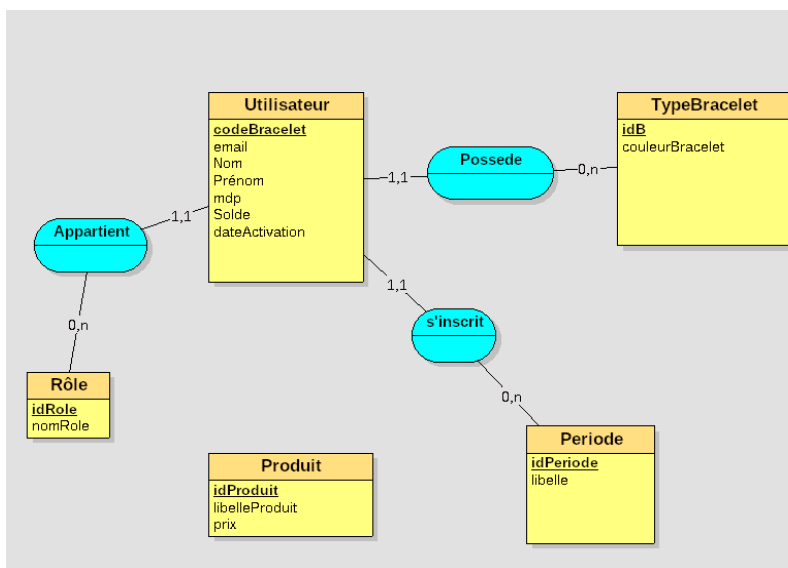 Utilisateur
codeBracelet
email
Nom
Prénom
mdp
Solde
dateActivation
TypeBracelet
idB
couleurBracelet
Possede
1,1
0,n
Appartient
1,1
0,n
s'inscrit
1,1
0,n
Rôle
idRole
nomRole
Produit
idProduit
libelleProduit
prix
Periode
idPeriode
libelle